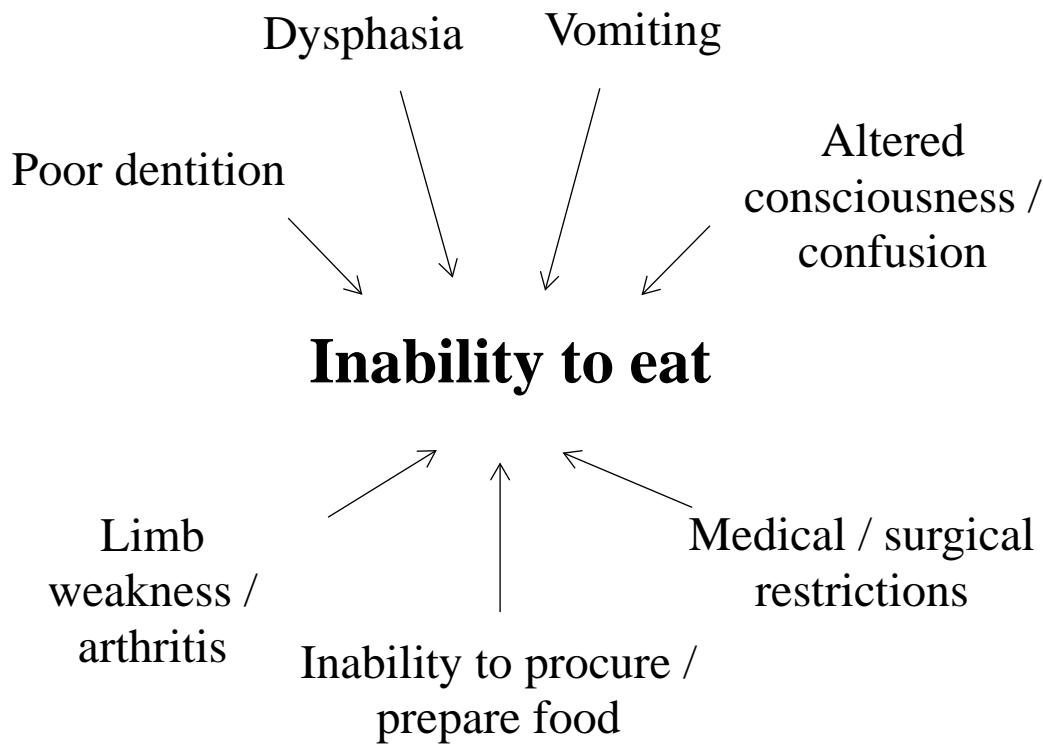 Dysphasia
Vomiting
Poor dentition
Altered
consciousness /
confusion
Inability to eat
Limb
weakness /
arthritis
Inability to procure /
prepare food
Medical / surgical
restrictions